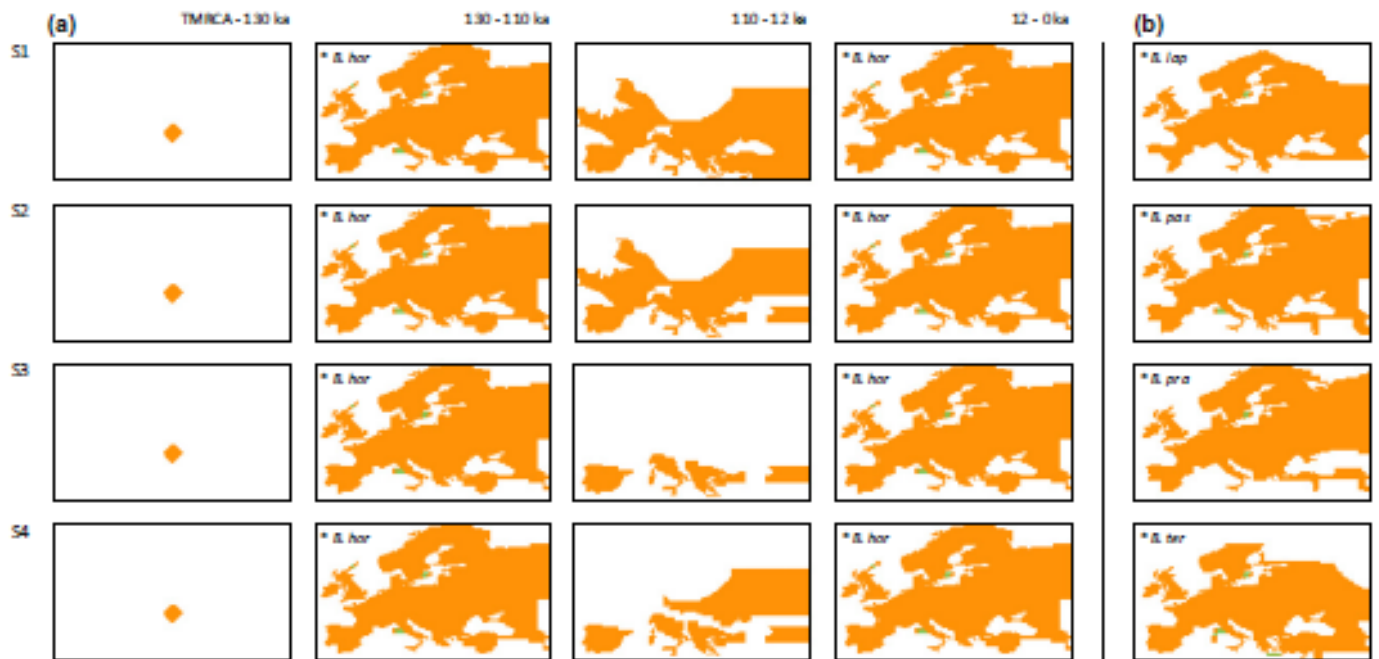 (a) TMRCA - 130 ka 130 - 110 ka 110 - 12 ka 12 - 0 ka (b)
S1 * B. hor * B. hor * B. lap
S2 * B. hor * B. hor * B. pas
S3 * B. hor * B. hor * B. pra
S4 * B. hor * B. hor * B. ter